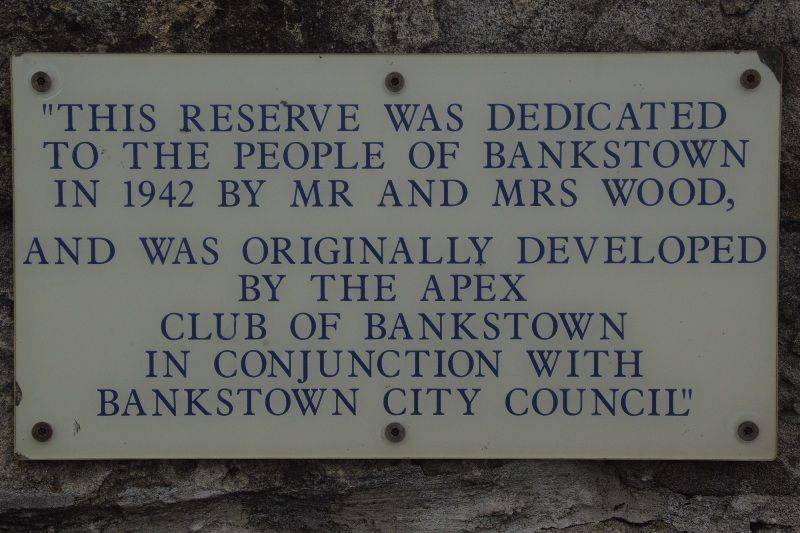 "THIS RESERVE WAS DEDICATED
TO THE PEOPLE OF BANKSTOWN
IN 1942 BY MR AND MRS WOOD,
AND WAS ORIGINALLY DEVELOPED
BY THE APEX
CLUB OF BANKSTOWN
IN CONJUNCTION WITH
BANKSTOWN CITY COUNCIL"